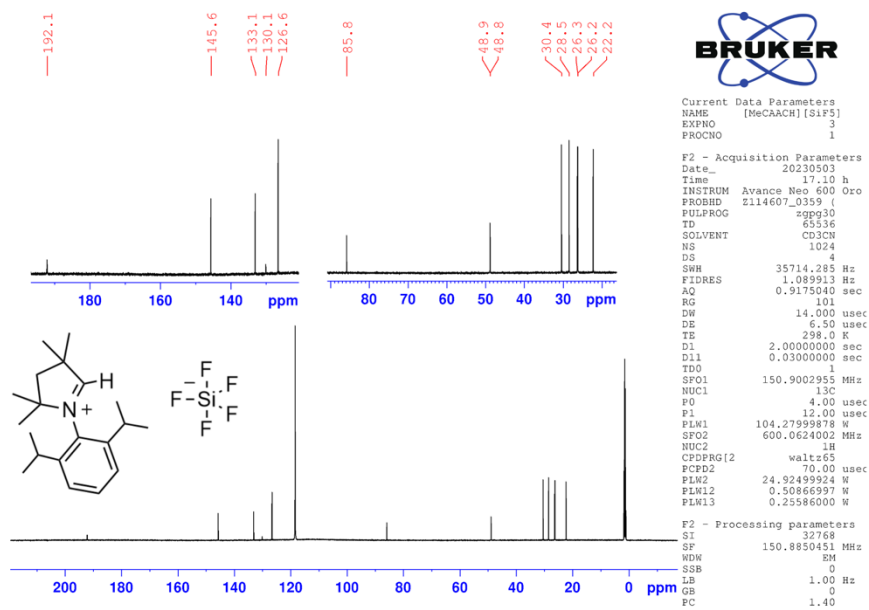 192.1
145.6
133.1
130.1
126.6
85.8
48.9
48.8
30.4
28.5
26.3
26.2
22.2
180 160 140 ppm
80 70 60 50 40 30 ppm
H
N
+
F
F
F
F
F
Si
−
200 180 160 140 120 100 80 60 40 20 0 ppm
BRUKER
Current Data Parameters
NAME [MeCAACH][SiF5]
EXPNO 3
PROCNO 1
F2 - Acquisition Parameters
Date_ 20230503
Time 17.10 h
INSTRUM Avance Neo 600 Oro
PROBHD Z114607_0359 (
PULPROG zgpg30
TD 65536
SOLVENT CD3CN
NS 1024
DS 4
SWH 35714.285 Hz
FIDRES 1.089913 Hz
AQ 0.9175040 sec
RG 101
DW 14.000 usec
DE 6.50 usec
TE 298.0 K
D1 2.00000000 sec
D11 0.03000000 sec
TD0 1
SFO1 150.9002955 MHz
NUC1 13C
P0 4.00 usec
P1 12.00 usec
PLW1 104.27999878 W
SFO2 600.0624002 MHz
NUC2 1H
CPDPRG[2 waltz65
PCPD2 70.00 usec
PLW2 24.92499924 W
PLW12 0.50866997 W
PLW13 0.25586000 W
F2 - Processing parameters
SI 32768
SF 150.8850451 MHz
WDW EM
SSB 0
LB 1.00 Hz
GB 0
PC 1.40